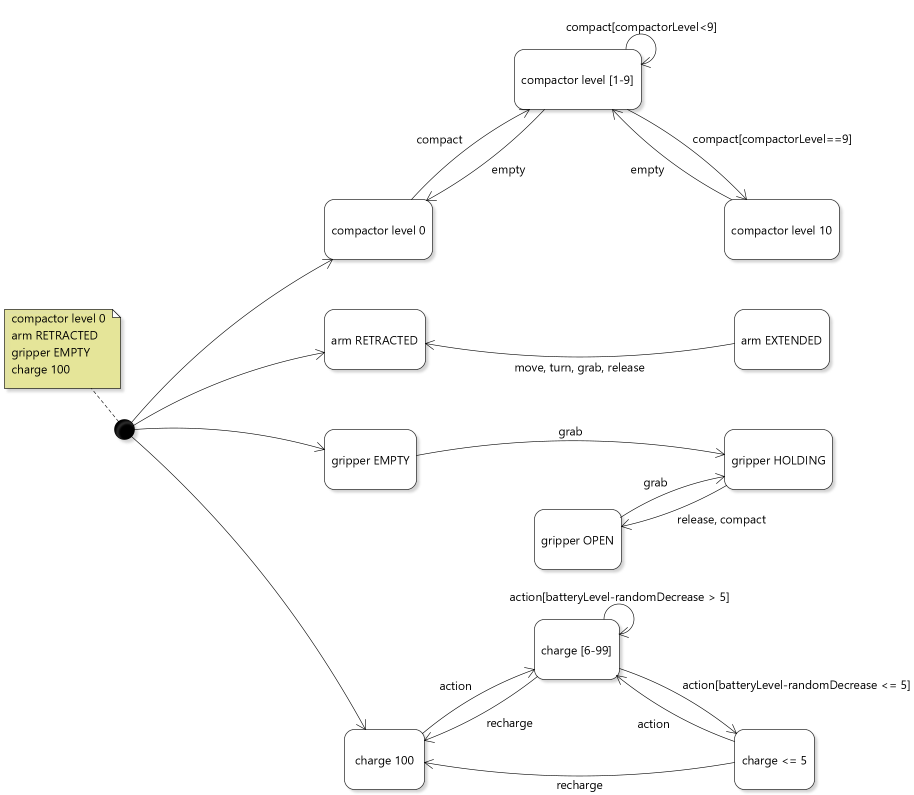 compact[compactorLevel<9]
compactor level [1-9]
compact
compact[compactorLevel==9]
empty
empty
compactor level 0
compactor level 10
compactor level 0
arm RETRACTED
gripper EMPTY
charge 100
arm RETRACTED
arm EXTENDED
move, turn, grab, release
grab
gripper EMPTY
gripper HOLDING
grab
release, compact
gripper OPEN
action[batteryLevel-randomDecrease > 5]
charge [6-99]
action
action[batteryLevel-randomDecrease <= 5]
recharge
action
charge 100
charge <= 5
recharge